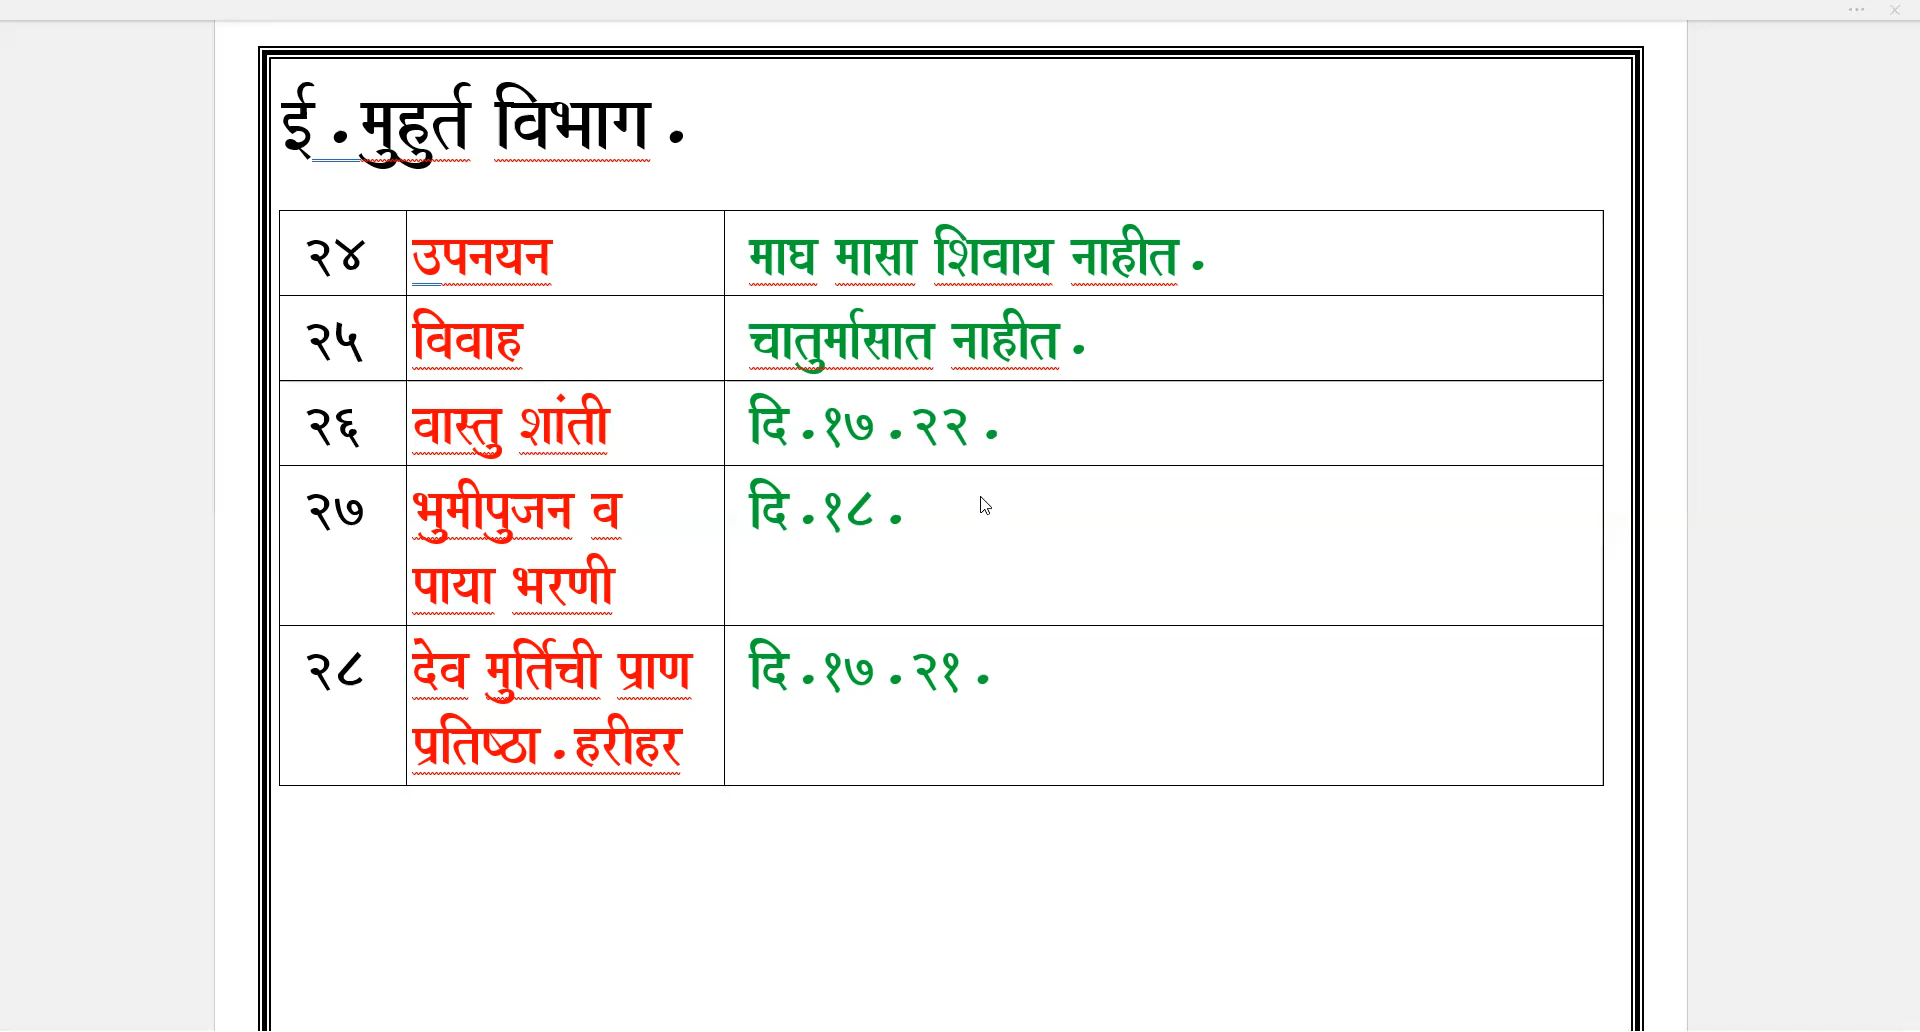 ई.मुहुर्त विभाग.
२४ उपनयन माघ मासा शिवाय नाहीत.
२५ विवाह चातुर्मासात नाहीत.
२६ वास्तु शांती दि.१७.२२.
२७ भुमीपुजन व दि.१८.
पाया भरणी
२८ देव मुर्तिची प्राण दि.१७.२१.
प्रतिष्ठा.हरीहर